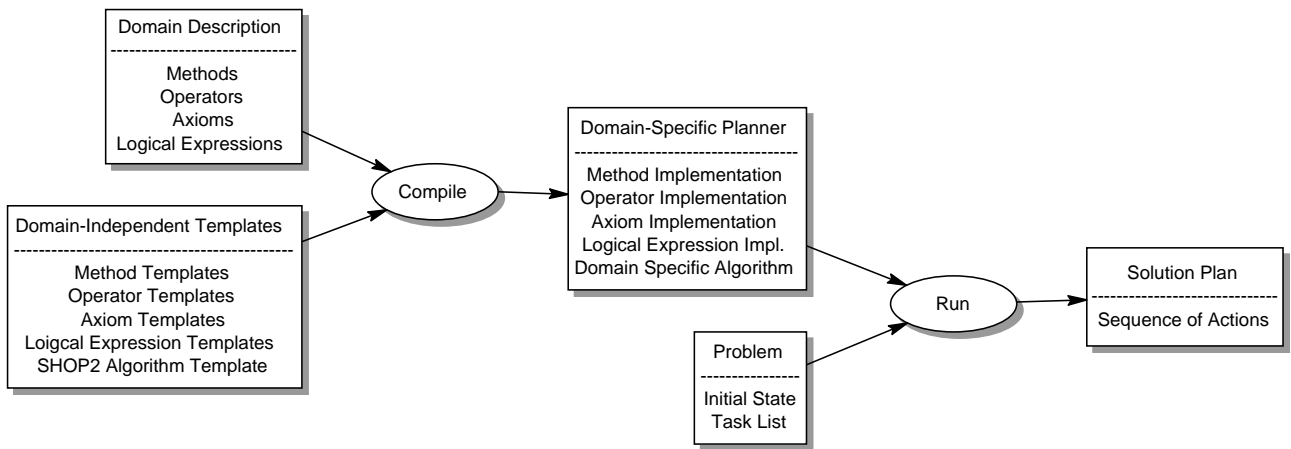 Domain Description
--------------------------------
Methods
Operators
Axioms
Logical Expressions
Domain-Independent Templates
--------------------------------
Method Templates
Operator Templates
Axiom Templates
Loigcal Expression Templates
SHOP2 Algorithm Template
Compile
Domain-Specific Planner
--------------------------------
Method Implementation
Operator Implementation
Axiom Implementation
Logical Expression Impl.
Domain Specific Algorithm
Problem
------------------
Initial State
Task List
Run
Solution Plan
--------------------------
Sequence of Actions